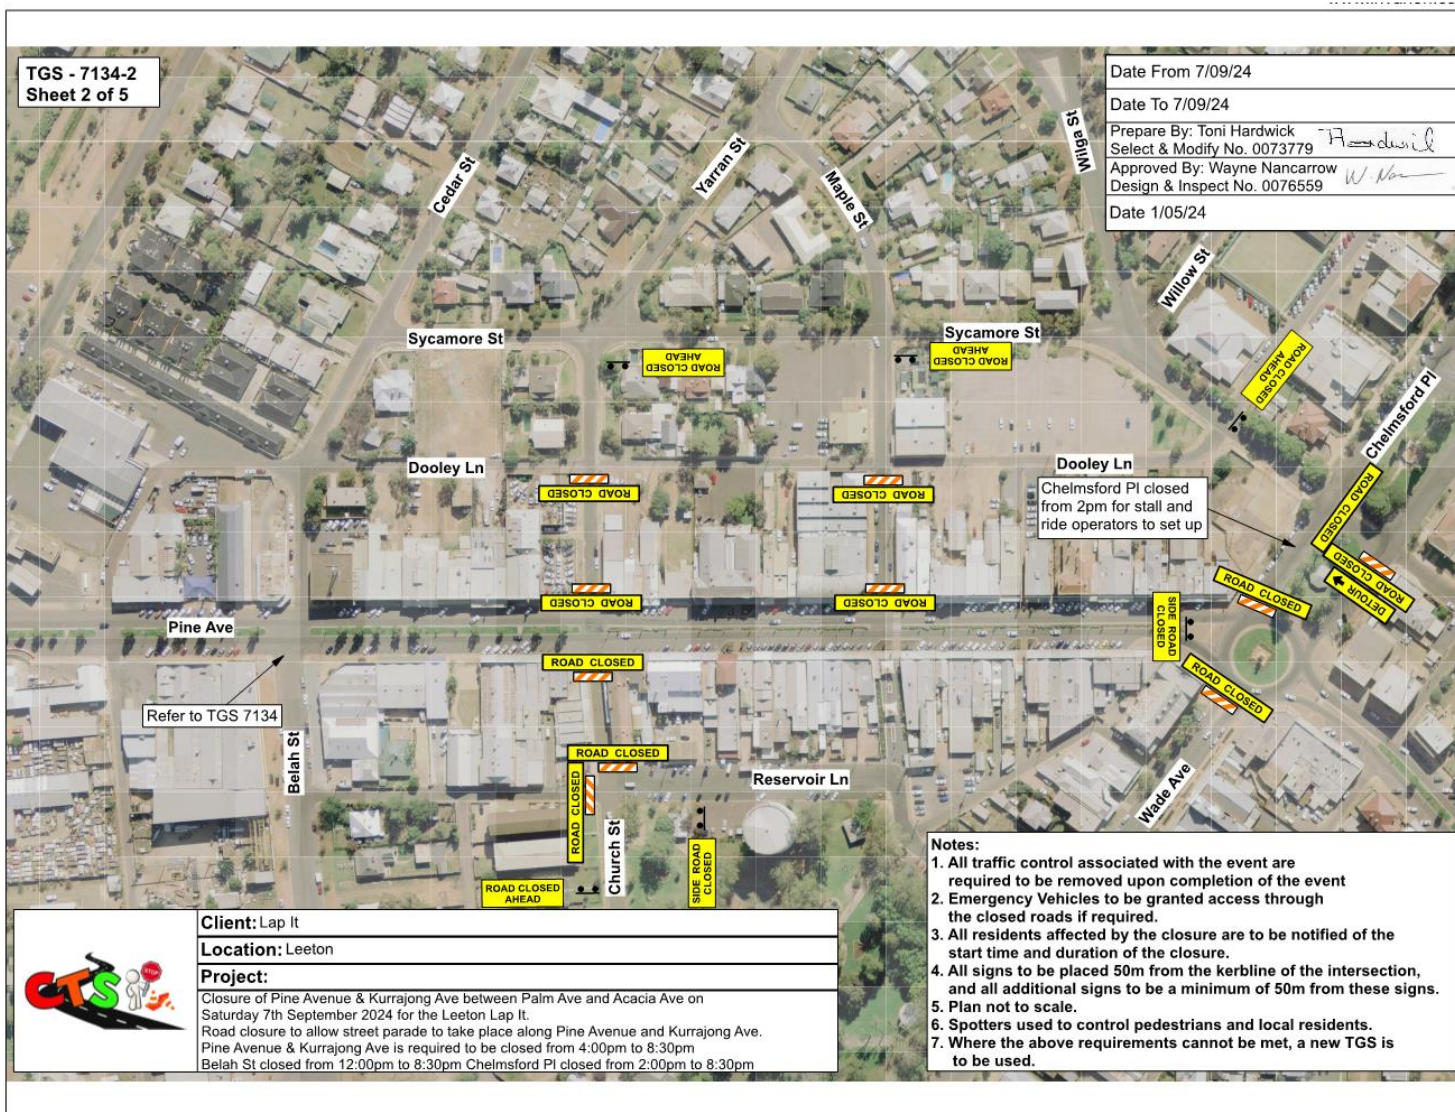 TGS - 7134-2
Sheet 2 of 5
Date From 7/09/24
Date To 7/09/24
Prepare By: Toni Hardwick
Select & Modify No. 0073779
Approved By: Wayne Nancarrow
Design & Inspect No. 0076559
Date 1/05/24
Cedar St
Yarran St
Maple St
Wilga St
Willow St
Chelmsford Pl
Sycamore St
Sycamore St
ROAD CLOSED
AHEAD
ROAD CLOSED
AHEAD
ROAD CLOSED
AHEAD
Dooley Ln
Dooley Ln
ROAD CLOSED
ROAD CLOSED
Chelmsford Pl closed
from 2pm for stall and
ride operators to set up
ROAD CLOSED
ROAD CLOSED
DETOUR
ROAD CLOSED
ROAD CLOSED
ROAD CLOSED
SIDE ROAD
CLOSED
Pine Ave
ROAD CLOSED
ROAD CLOSED
Refer to TGS 7134
Belah St
ROAD CLOSED
ROAD CLOSED
Reservoir Ln
Wade Ave
Church St
SIDE ROAD
CLOSED
ROAD CLOSED
AHEAD
CTS
STOP
Client: Lap It
Location: Leeton
Project:
Closure of Pine Avenue & Kurrajong Ave between Palm Ave and Acacia Ave on
Saturday 7th September 2024 for the Leeton Lap It.
Road closure to allow street parade to take place along Pine Avenue and Kurrajong Ave.
Pine Avenue & Kurrajong Ave is required to be closed from 4:00pm to 8:30pm
Belah St closed from 12:00pm to 8:30pm Chelmsford Pl closed from 2:00pm to 8:30pm
Notes:
1. All traffic control associated with the event are
required to be removed upon completion of the event
2. Emergency Vehicles to be granted access through
the closed roads if required.
3. All residents affected by the closure are to be notified of the
start time and duration of the closure.
4. All signs to be placed 50m from the kerbline of the intersection,
and all additional signs to be a minimum of 50m from these signs.
5. Plan not to scale.
6. Spotters used to control pedestrians and local residents.
7. Where the above requirements cannot be met, a new TGS is
to be used.